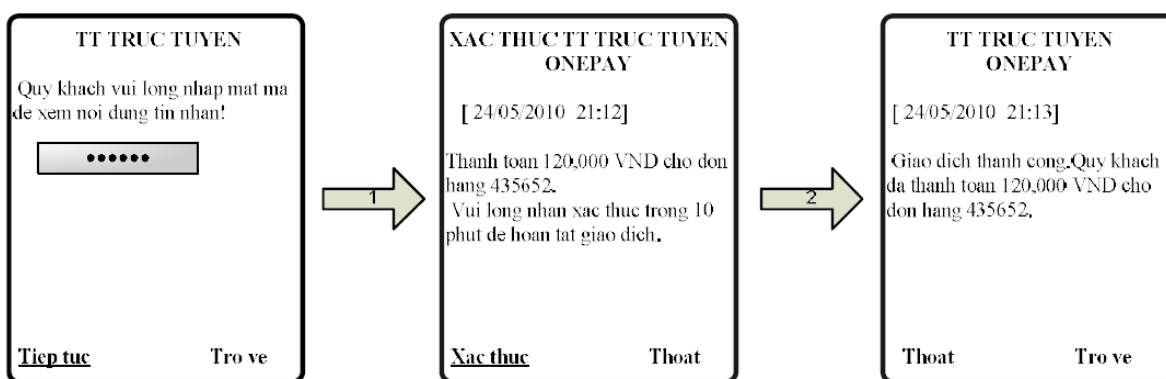 TT TRUC TUYEN
Quy khach vui long nhap mat ma
de xem noi dung tin nhan!
••••••
Tiep tuc
Tro ve
1
XAC THUC TT TRUC TUYEN
ONEPAY
[ 24/05/2010 21:12]
Thanh toan 120,000 VND cho don
hang 435652.
Vui long nhan xac thuc trong 10
phut de hoan tat giao dich.
Xac thuc
Thoat
2
TT TRUC TUYEN
ONEPAY
[ 24/05/2010 21:13]
Giao dich thanh cong.Quy khach
da thanh toan 120,000 VND cho
don hang 435652.
Thoat
Tro ve